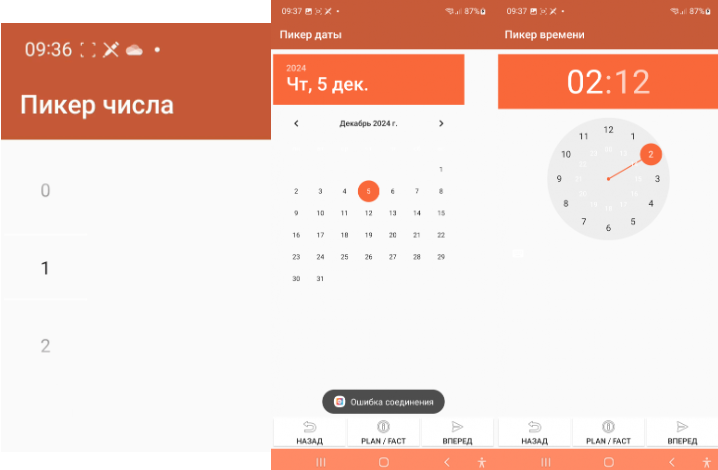 09:36
Пикер числа
0
1
2
09:37 87%
Пикер даты
2024
Чт, 5 дек.
Декабрь 2024 г.
1
2 3 4 5 6 7 8
9 10 11 12 13 14 15
16 17 18 19 20 21 22
23 24 25 26 27 28 29
30 31
Ошибка соединения
НАЗАД PLAN / FACT ВПЕРЕД
09:37 87%
Пикер времени
02:12
12
11 1
10 2
9 3
8 4
7 5
6
НАЗАД PLAN / FACT ВПЕРЕД